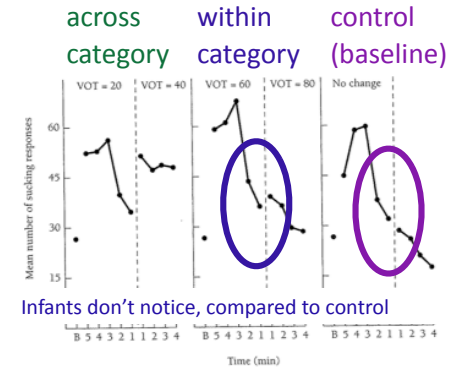 across category
within category
control (baseline)
VOT = 20
VOT = 40
VOT = 60
VOT = 80
No change
Mean number of sucking responses
60
45
30
15
Infants don't notice, compared to control
B 5 4 3 2 1 1 2 3 4
B 5 4 3 2 1 1 2 3 4
B 5 4 3 2 1 1 2 3 4
Time (min)